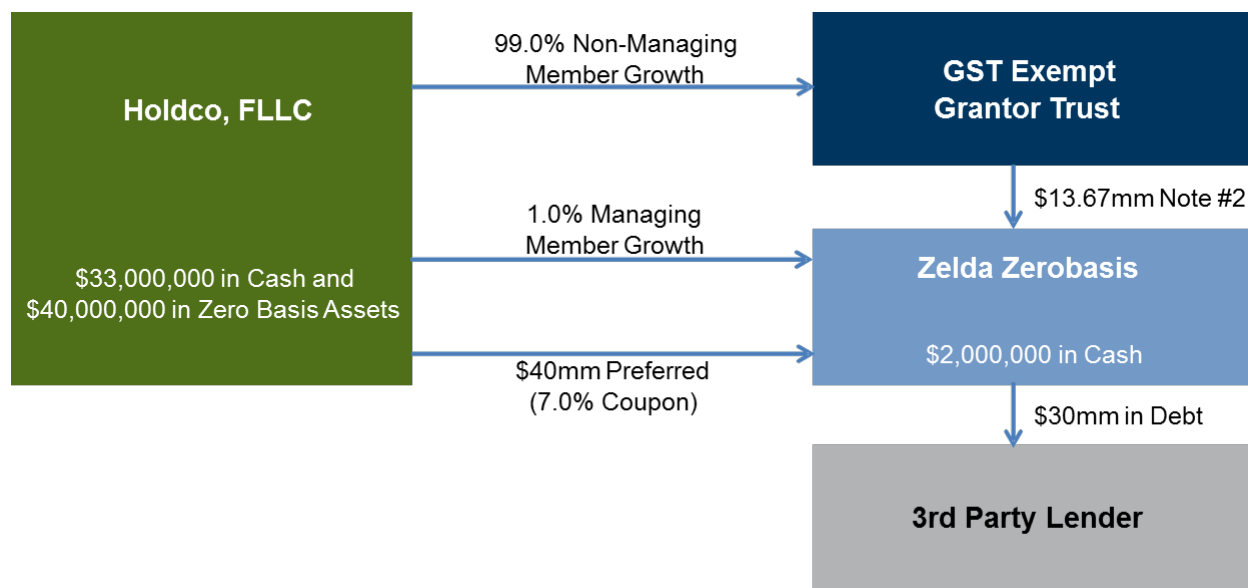 99.0% Non-Managing
Member Growth
GST Exempt
Grantor Trust
Holdco, FLLC
$13.67mm Note #2
1.0% Managing
Member Growth
Zelda Zerobasis
$33,000,000 in Cash and
$40,000,000 in Zero Basis Assets
$2,000,000 in Cash
$40mm Preferred
(7.0% Coupon)
$30mm in Debt
3rd Party Lender